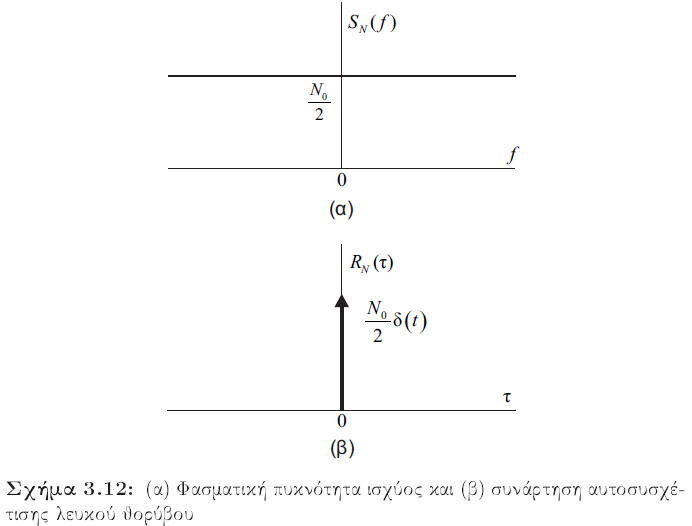 S_N(f)
N_0
2
f
0
(α)
R_N(τ)
N_0
2
δ(t)
τ
0
(β)
Σχήμα 3.12: (α) Φασματική πυκνότητα ισχύος και (β) συνάρτηση αυτοσυσχέ-
τισης λευκού θορύβου